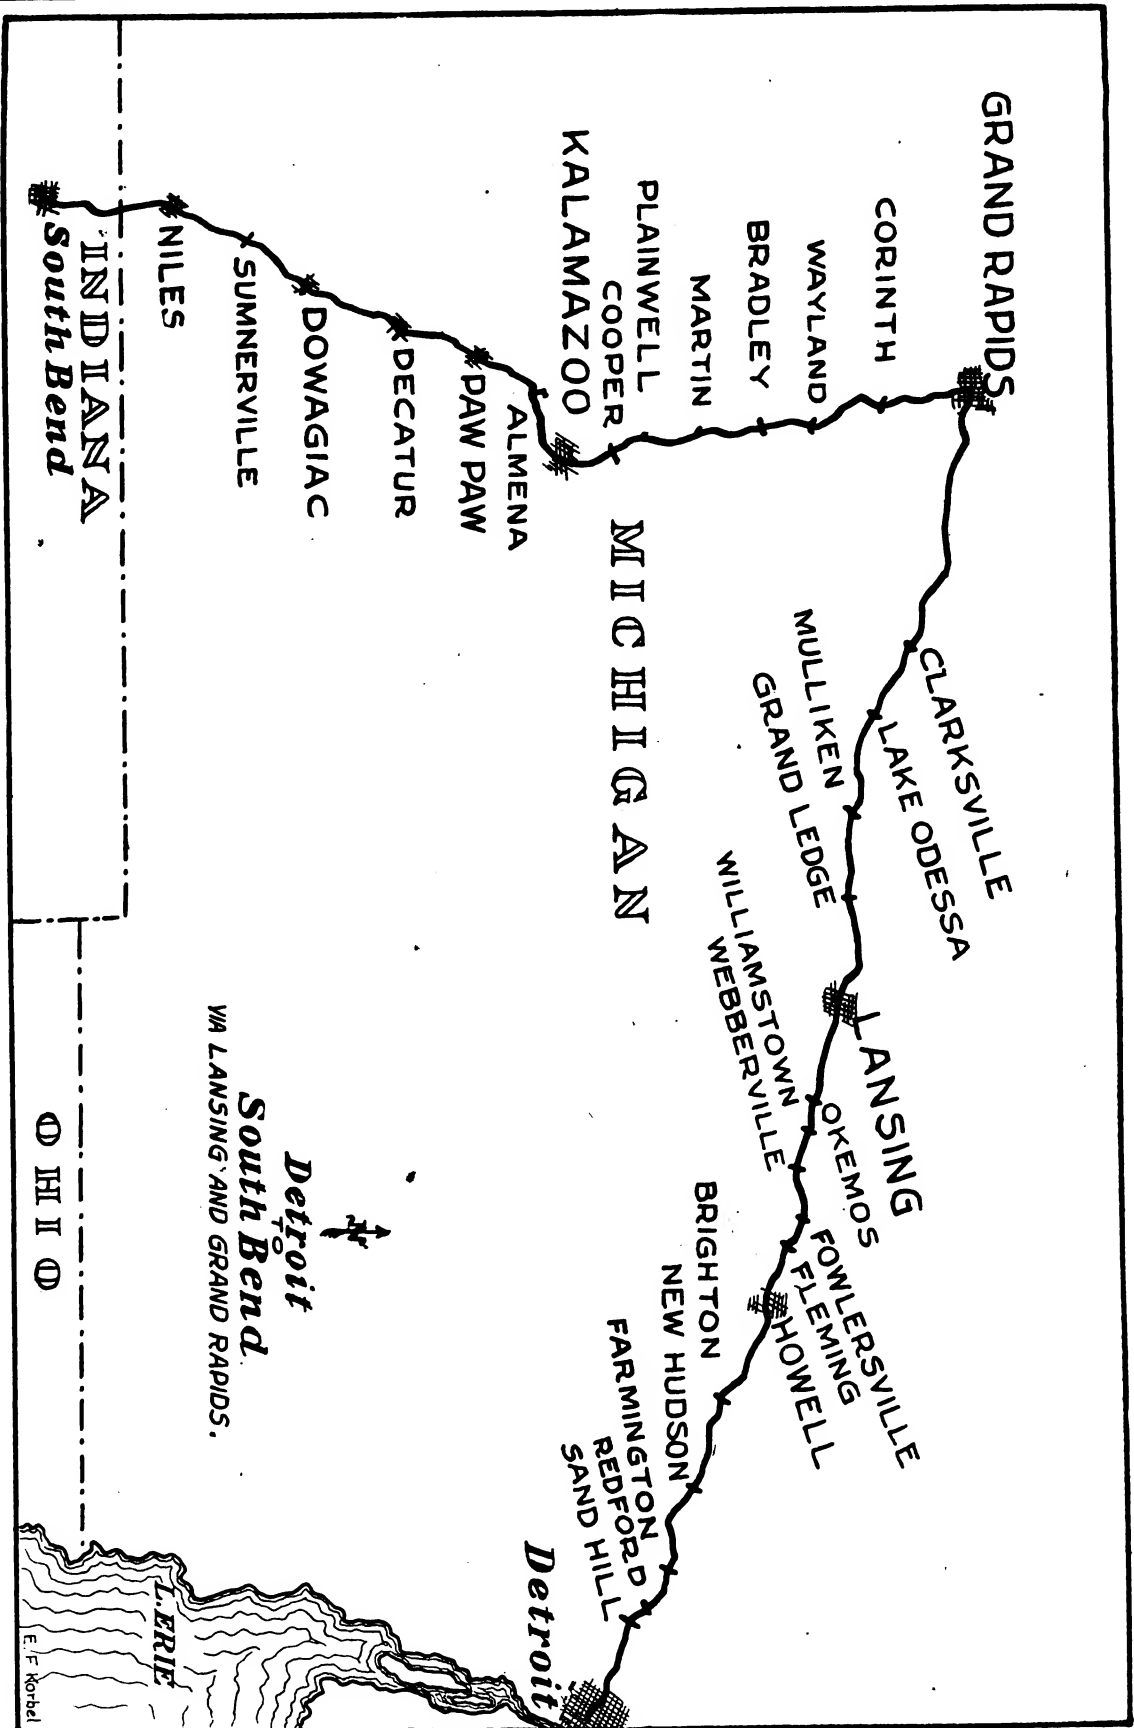 GRAND RAPIDS
CORINTH
WAYLAND
BRADLEY
MARTIN
PLAINWELL
COOPER
KALAMAZOO
ALMENA
PAW PAW
DECATUR
DOWAGIAC
SUMNERVILLE
NILES
INDIANA
South Bend
MICHIGAN
CLARKSVILLE
LAKE ODESSA
MULLIKEN
GRAND LEDGE
LANSING
OKEMOS
WILLIAMSTOWN
WEBBERVILLE
FOWLERSVILLE
FLEMING
HOWELL
BRIGHTON
NEW HUDSON
FARMINGTON
REDFORD
SAND HILL
Detroit
N
Detroit
TO
South Bend
VIA LANSING AND GRAND RAPIDS.
OHIO
L. ERIE
E. F Korbel